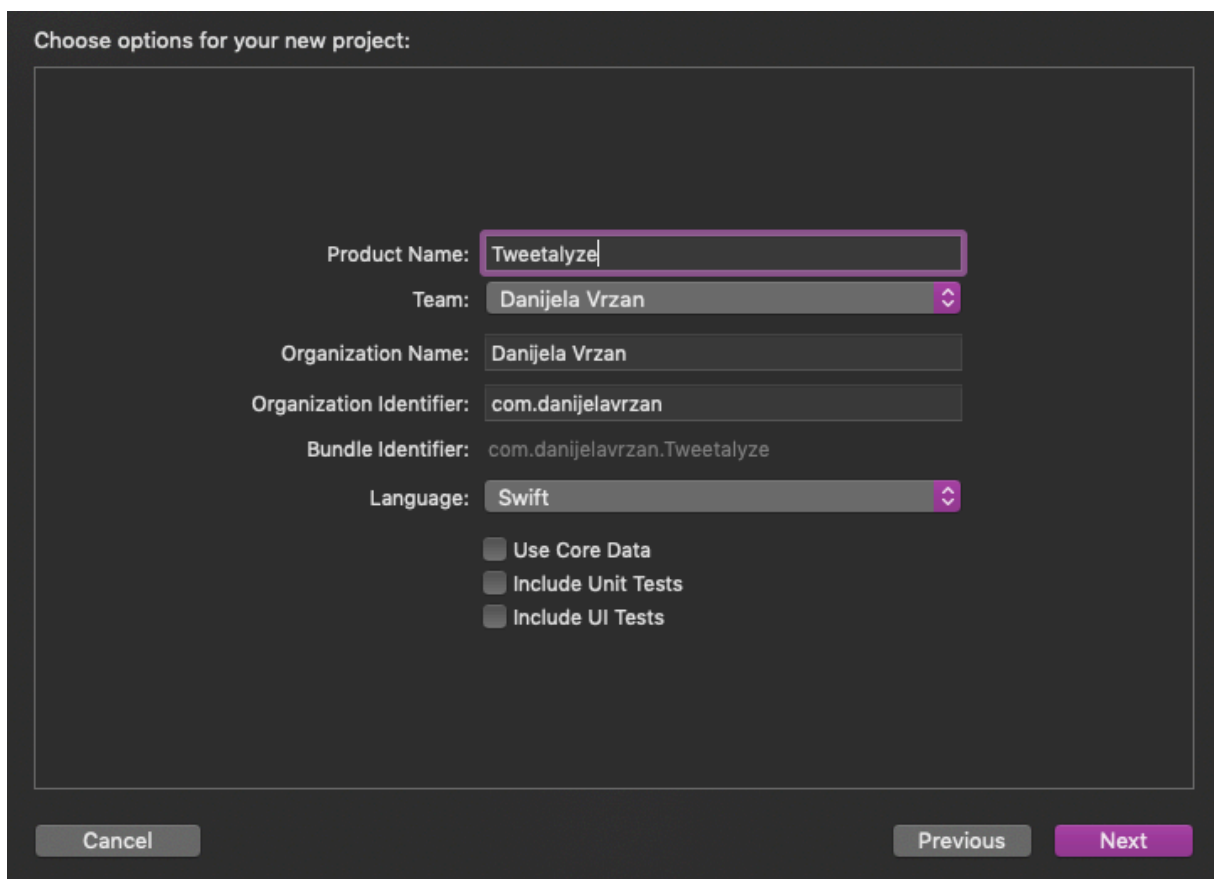 Choose options for your new project:
Product Name: Tweetalyze
Team: Danijela Vrzan
Organization Name: Danijela Vrzan
Organization Identifier: com.danijelavrzan
Bundle Identifier: com.danijelavrzan.Tweetalyze
Language: Swift
Use Core Data
Include Unit Tests
Include UI Tests
Cancel Previous Next